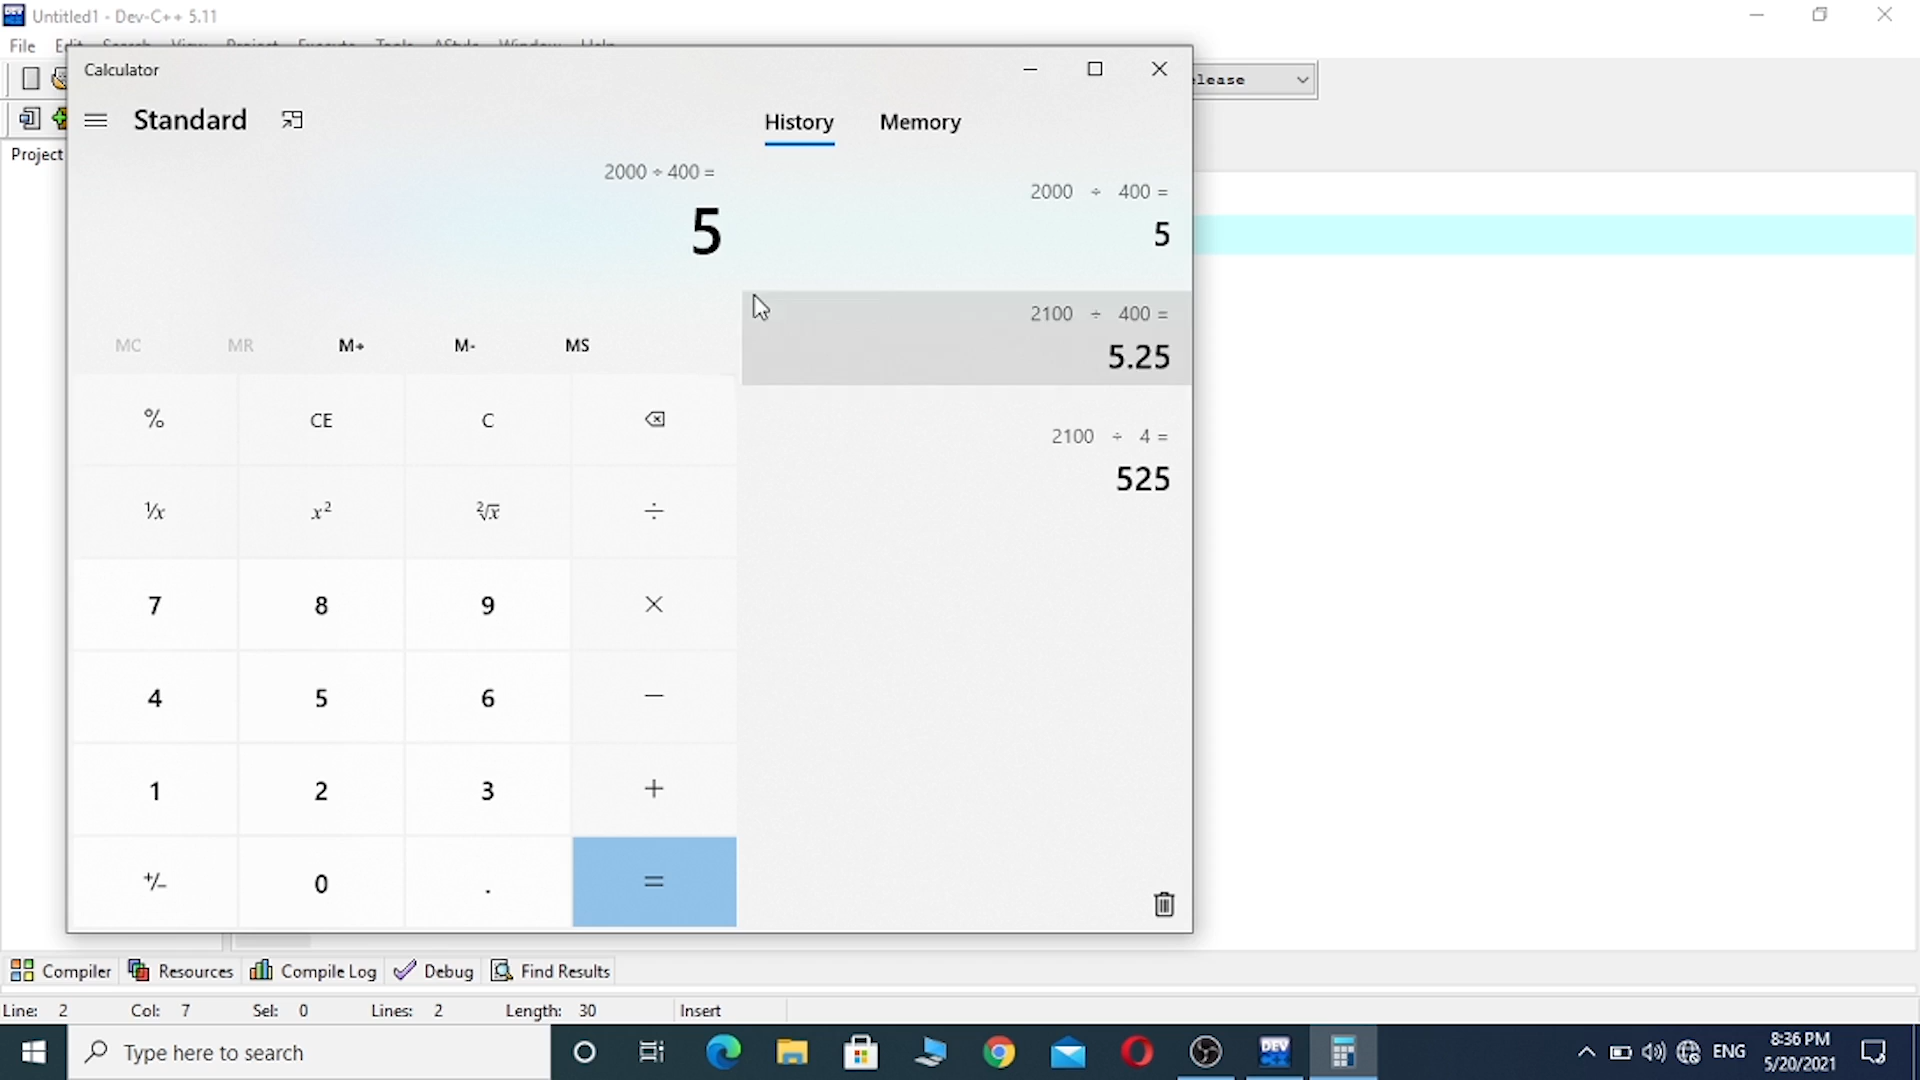 Untitled1 - Dev-C++ 5.11
File
Calculator
elease
Standard
History
Memory
Project
2000 ÷ 400 =
5
2000 ÷ 400 =
5
2100 ÷ 400 =
5.25
2100 ÷ 4 =
525
MC MR M+ M- MS
% CE C
¹/x x² ²√x ÷
7 8 9 ×
4 5 6 −
1 2 3 +
+/− 0 . =
Compiler Resources Compile Log Debug Find Results
Line: 2 Col: 7 Sel: 0 Lines: 2 Length: 30 Insert
Type here to search
DEV
ENG
8:36 PM
5/20/2021